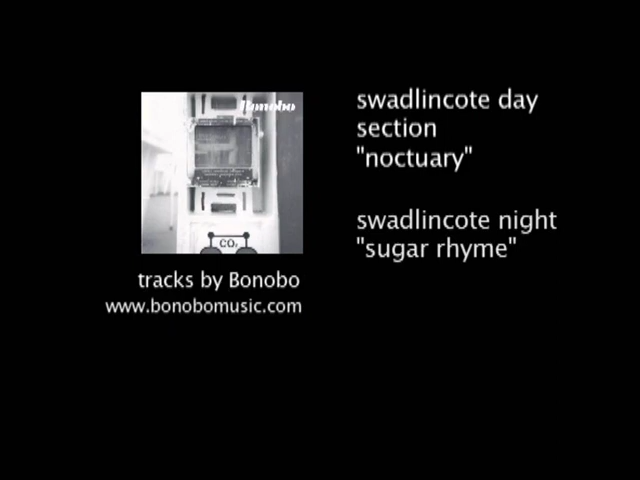 Bonobo
CO₂
tracks by Bonobo
www.bonobomusic.com
swadlincote day
section
"noctuary"
swadlincote night
"sugar rhyme"